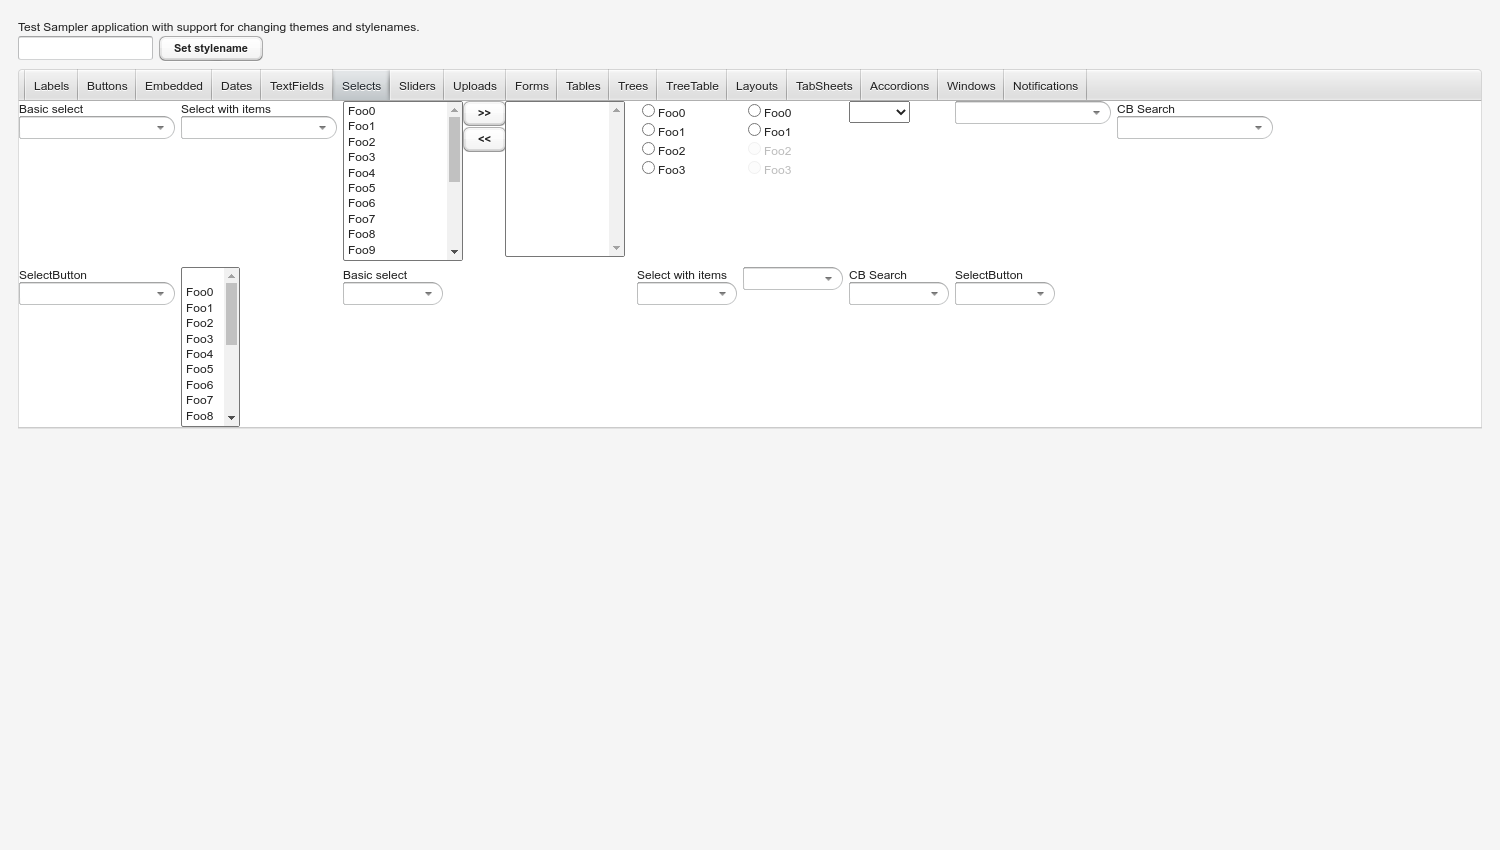 Test Sampler application with support for changing themes and stylenames.
Set stylename
Labels Buttons Embedded Dates TextFields Selects Sliders Uploads Forms Tables Trees TreeTable Layouts TabSheets Accordions Windows Notifications
Basic select
Select with items
Foo0
Foo1
Foo2
Foo3
Foo4
Foo5
Foo6
Foo7
Foo8
Foo9
>>
<<
Foo0
Foo1
Foo2
Foo3
Foo0
Foo1
Foo2
Foo3
CB Search
SelectButton
Foo0
Foo1
Foo2
Foo3
Foo4
Foo5
Foo6
Foo7
Foo8
Basic select
Select with items
CB Search
SelectButton